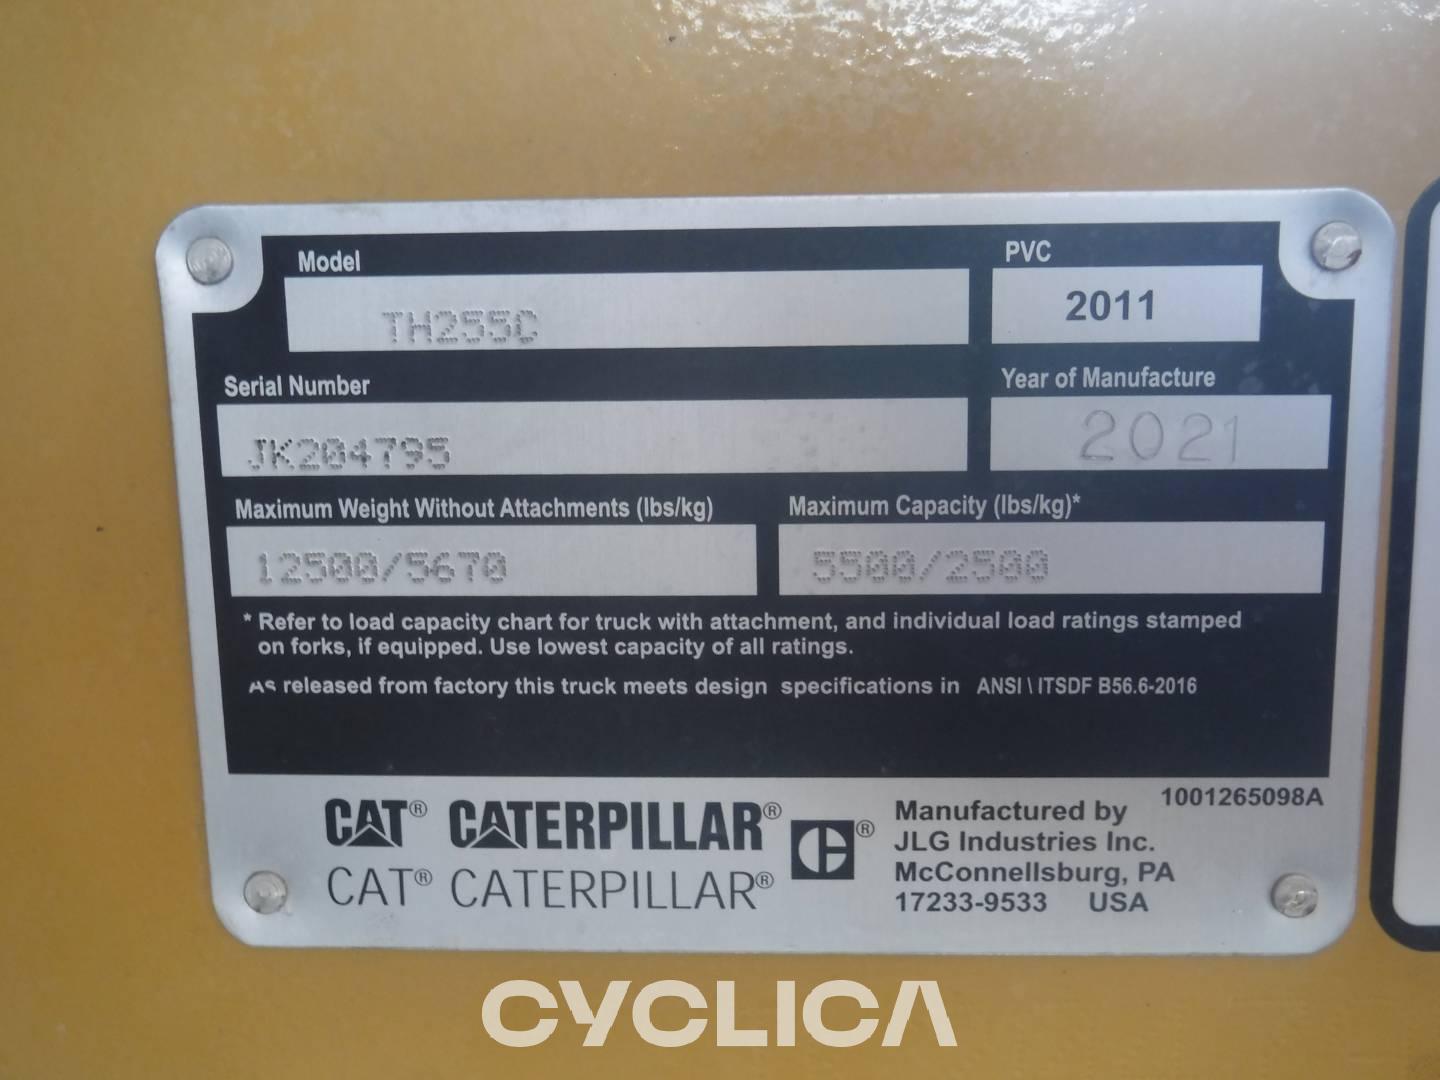 Model
PVC
TH255C
2011
Serial Number
Year of Manufacture
JK204795
2021
Maximum Weight Without Attachments (lbs/kg)
Maximum Capacity (lbs/kg)*
12500/5670
5500/2500
* Refer to load capacity chart for truck with attachment, and individual load ratings stamped
on forks, if equipped. Use lowest capacity of all ratings.
As released from factory this truck meets design specifications in ANSI \ ITSDF B56.6-2016
CAT® CATERPILLAR® ®
CAT® CATERPILLAR®
Manufactured by
JLG Industries Inc.
McConnellsburg, PA
17233-9533 USA
1001265098A
CYCLICA